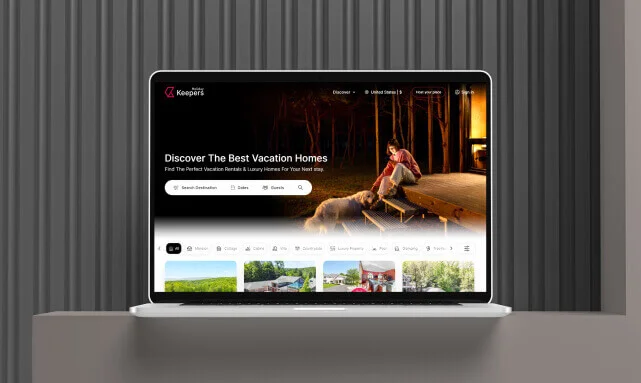 Holiday
Keepers
Discover
United States | $
Host your place
Sign in
Discover The Best Vacation Homes
Find The Perfect Vacation Rentals & Luxury Homes For Your Next stay.
Search Destination
Dates
Guests
All
Mansion
Cottage
Cabins
Villa
Countryside
Luxury Property
Pool
Glamping